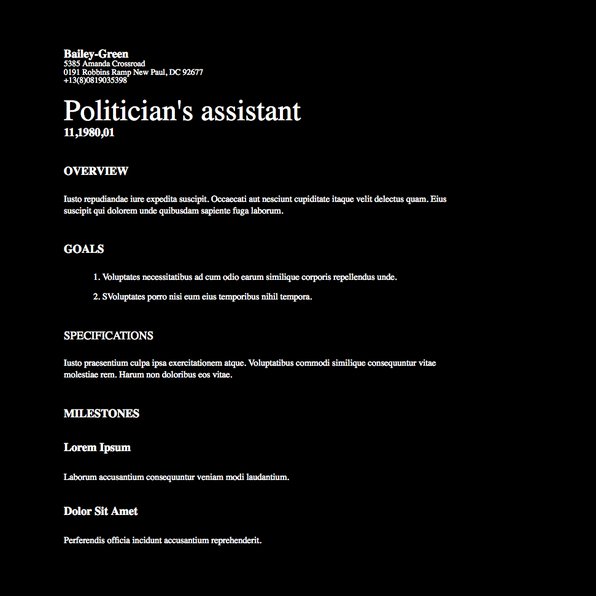 Bailey-Green
5385 Amanda Crossroad
0191 Robbins Ramp New Paul, DC 92677
+13(8)0819035398
Politician's assistant
11,1980,01
OVERVIEW
Iusto repudiandae iure expedita suscipit. Occaecati aut nesciunt cupiditate itaque velit delectus quam. Eius
suscipit qui dolorem unde quibusdam sapiente fuga laborum.
GOALS
1. Voluptates necessitatibus ad cum odio earum similique corporis repellendus unde.
2. SVoluptates porro nisi eum eius temporibus nihil tempora.
SPECIFICATIONS
Iusto praesentium culpa ipsa exercitationem atque. Voluptatibus commodi similique consequuntur vitae
molestiae rem. Harum non doloribus eos vitae.
MILESTONES
Lorem Ipsum
Laborum accusantium consequuntur veniam modi laudantium.
Dolor Sit Amet
Perferendis officia incidunt accusantium reprehenderit.